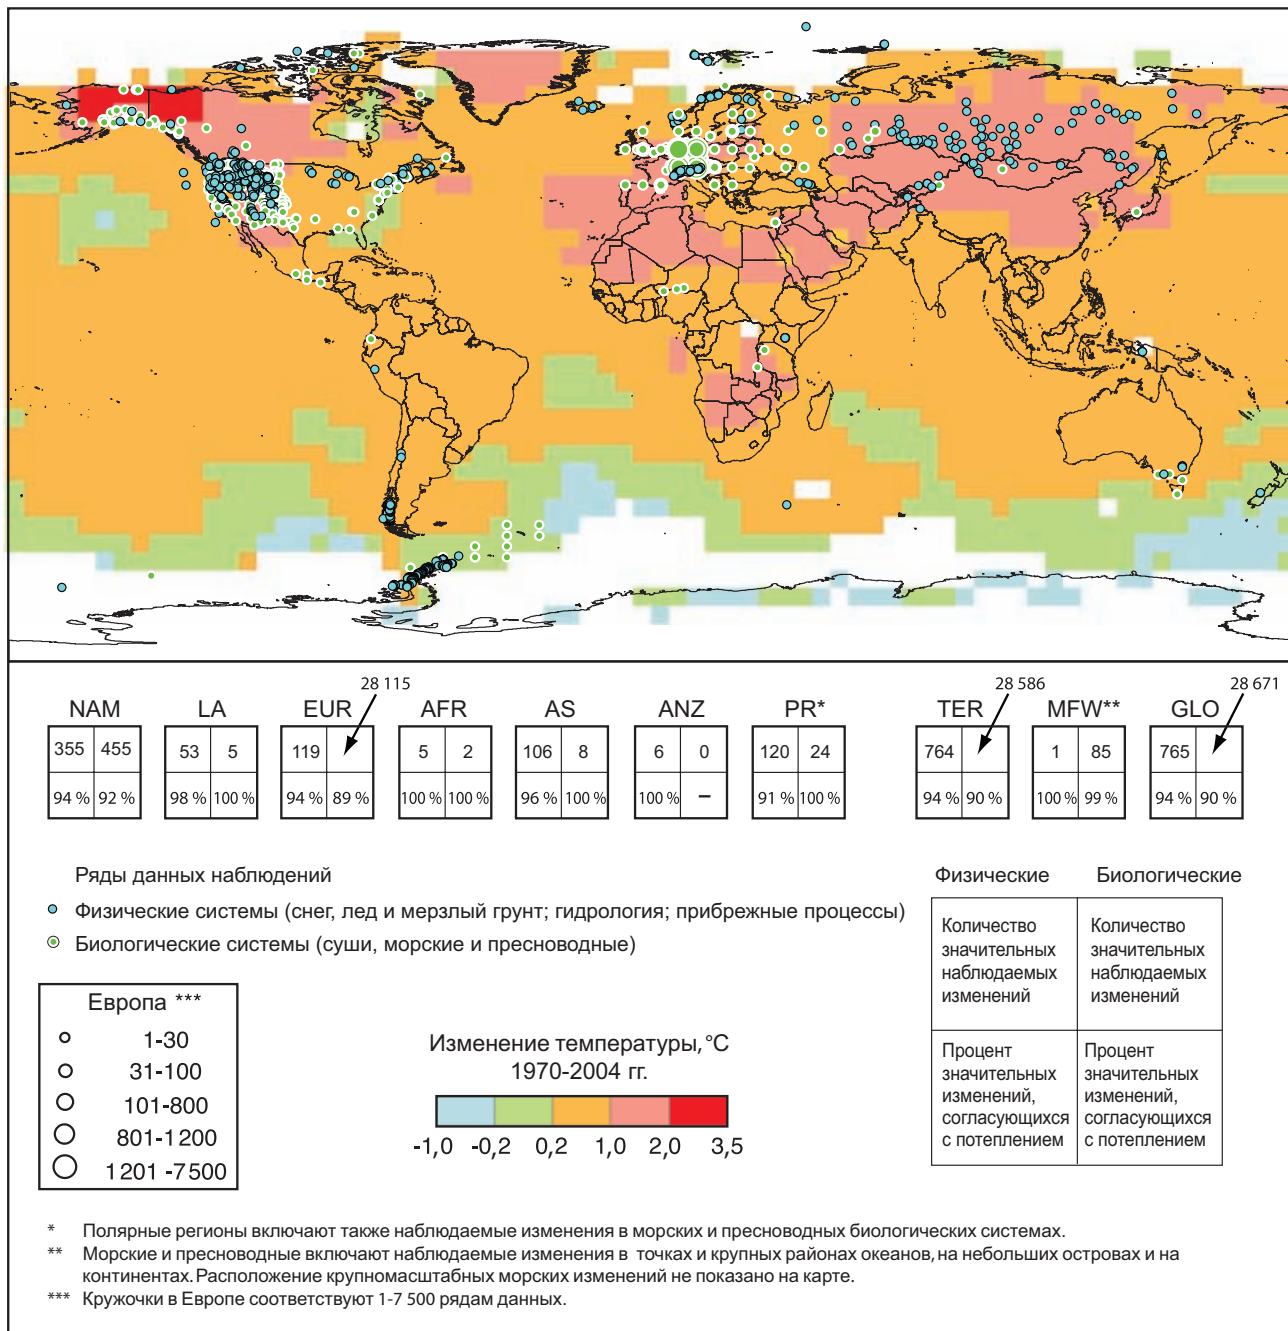 28 115
28 586
28 671
NAM LA EUR AFR AS ANZ PR* TER MFW** GLO
355 455 53 5 119 5 2 106 8 6 0 120 24 764 1 85 765
94 % 92 % 98 % 100 % 94 % 89 % 100 % 100 % 96 % 100 % 100 % – 91 % 100 % 94 % 90 % 100 % 99 % 94 % 90 %
Ряды данных наблюдений
Физические системы (снег, лед и мерзлый грунт; гидрология; прибрежные процессы)
Биологические системы (суши, морские и пресноводные)
Европа ***
1-30
31-100
101-800
801-1200
1201 -7500
Изменение температуры, °C
1970-2004 гг.
-1,0 -0,2 0,2 1,0 2,0 3,5
Физические Биологические
Количество
значительных
наблюдаемых
изменений
Количество
значительных
наблюдаемых
изменений
Процент
значительных
изменений,
согласующихся
с потеплением
Процент
значительных
изменений,
согласующихся
с потеплением
* Полярные регионы включают также наблюдаемые изменения в морских и пресноводных биологических системах.
** Морские и пресноводные включают наблюдаемые изменения в точках и крупных районах океанов, на небольших островах и на
континентах. Расположение крупномасштабных морских изменений не показано на карте.
*** Кружочки в Европе соответствуют 1-7 500 рядам данных.